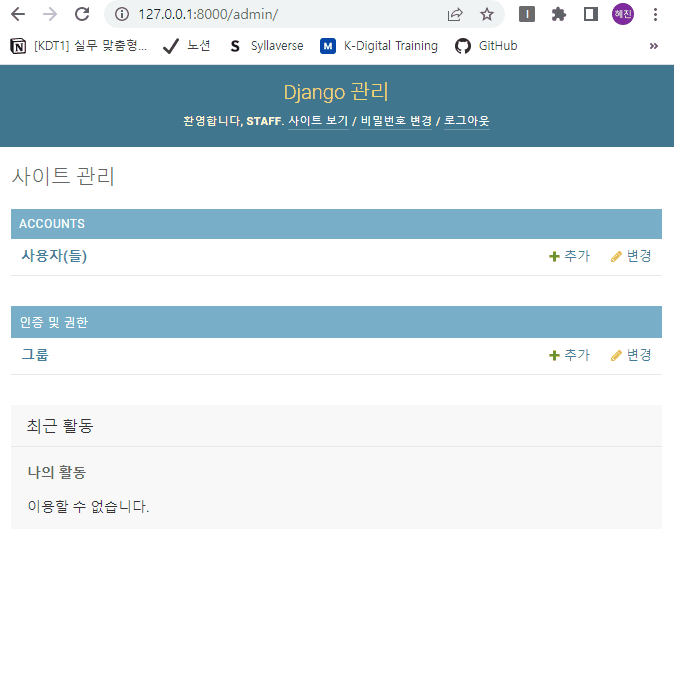 127.0.0.1:8000/admin/
I
혜진
[KDT1] 실무 맞춤형... 노션 S Syllaverse M K-Digital Training GitHub »
Django 관리
환영합니다, STAFF. 사이트 보기 / 비밀번호 변경 / 로그아웃
사이트 관리
ACCOUNTS
사용자(들) 추가 변경
인증 및 권한
그룹 추가 변경
최근 활동
나의 활동
이용할 수 없습니다.